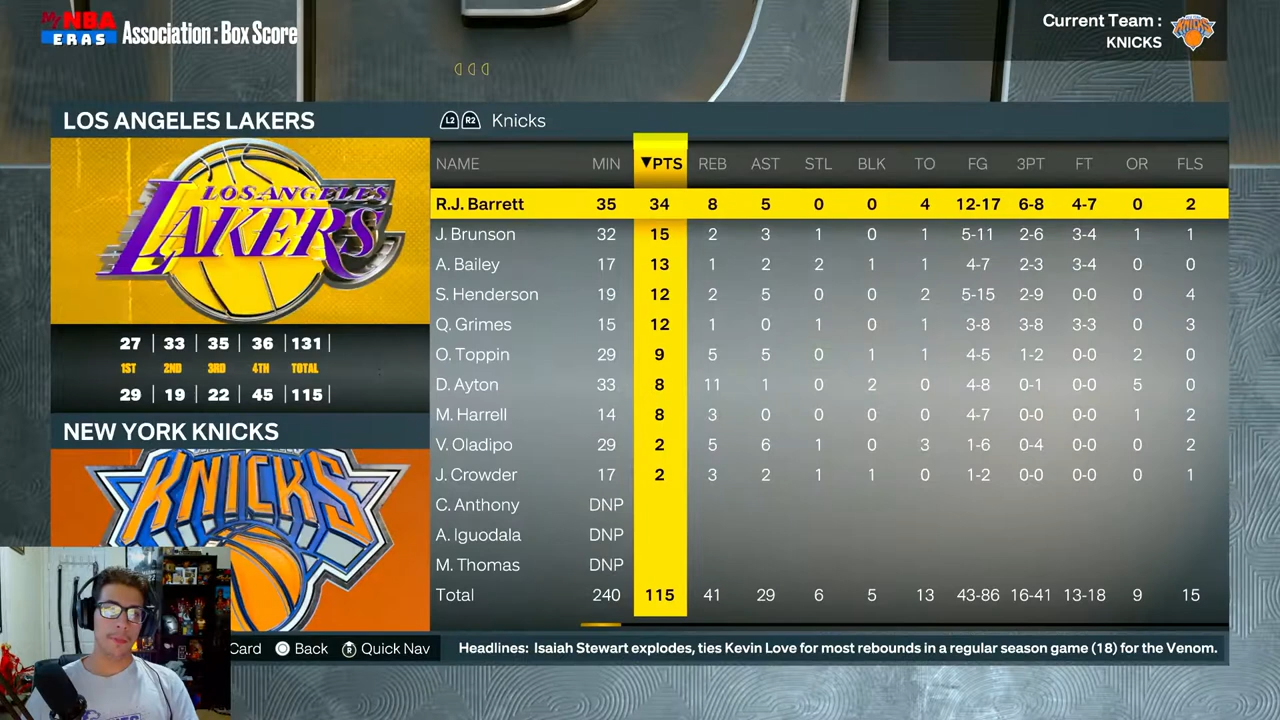 My NBA
ERAS
Association : Box Score
Current Team :
KNICKS
KNICKS
LOS ANGELES LAKERS
LOS ANGELES
LAKERS
27 | 33 | 35 | 36 | 131 |
1ST 2ND 3RD 4TH TOTAL
29 | 19 | 22 | 45 | 115 |
NEW YORK KNICKS
KNICKS
L2 R2 Knicks
NAME MIN ▼PTS REB AST STL BLK TO FG 3PT FT OR FLS
R.J. Barrett 35 34 8 5 0 0 4 12-17 6-8 4-7 0 2
J. Brunson 32 15 2 3 1 0 1 5-11 2-6 3-4 1 1
A. Bailey 17 13 1 2 2 1 1 4-7 2-3 3-4 0 0
S. Henderson 19 12 2 5 0 0 2 5-15 2-9 0-0 0 4
Q. Grimes 15 12 1 0 1 0 1 3-8 3-8 3-3 0 3
O. Toppin 29 9 5 5 0 1 1 4-5 1-2 0-0 2 0
D. Ayton 33 8 11 1 0 2 0 4-8 0-1 0-0 5 0
M. Harrell 14 8 3 0 0 0 0 4-7 0-0 0-0 1 2
V. Oladipo 29 2 5 6 1 0 3 1-6 0-4 0-0 0 2
J. Crowder 17 2 3 2 1 1 0 1-2 0-0 0-0 0 1
C. Anthony DNP
A. Iguodala DNP
M. Thomas DNP
Total 240 115 41 29 6 5 13 43-86 16-41 13-18 9 15
Card Back R Quick Nav
Headlines: Isaiah Stewart explodes, ties Kevin Love for most rebounds in a regular season game (18) for the Venom.